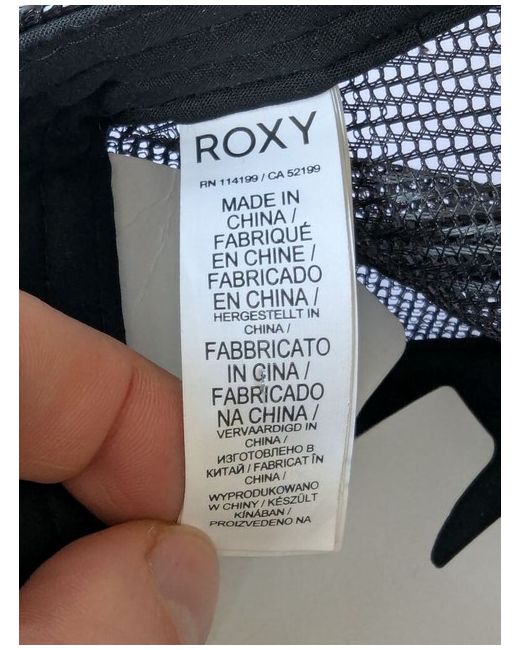 ROXY
RN 114199 / CA 52199
MADE IN
CHINA /
FABRIQUÉ
EN CHINE /
FABRICADO
EN CHINA /
HERGESTELLT IN
CHINA /
FABBRICATO
IN CINA /
FABRICADO
NA CHINA /
VERVAARDIGD IN
CHINA /
ИЗГОТОВЛЕНО В
КИТАЙ / FABRICAT ÎN
CHINA /
WYPRODUKOWANO
W CHINY / KÉSZÜLT
KÍNÁBAN /
PROIZVEDENO NA